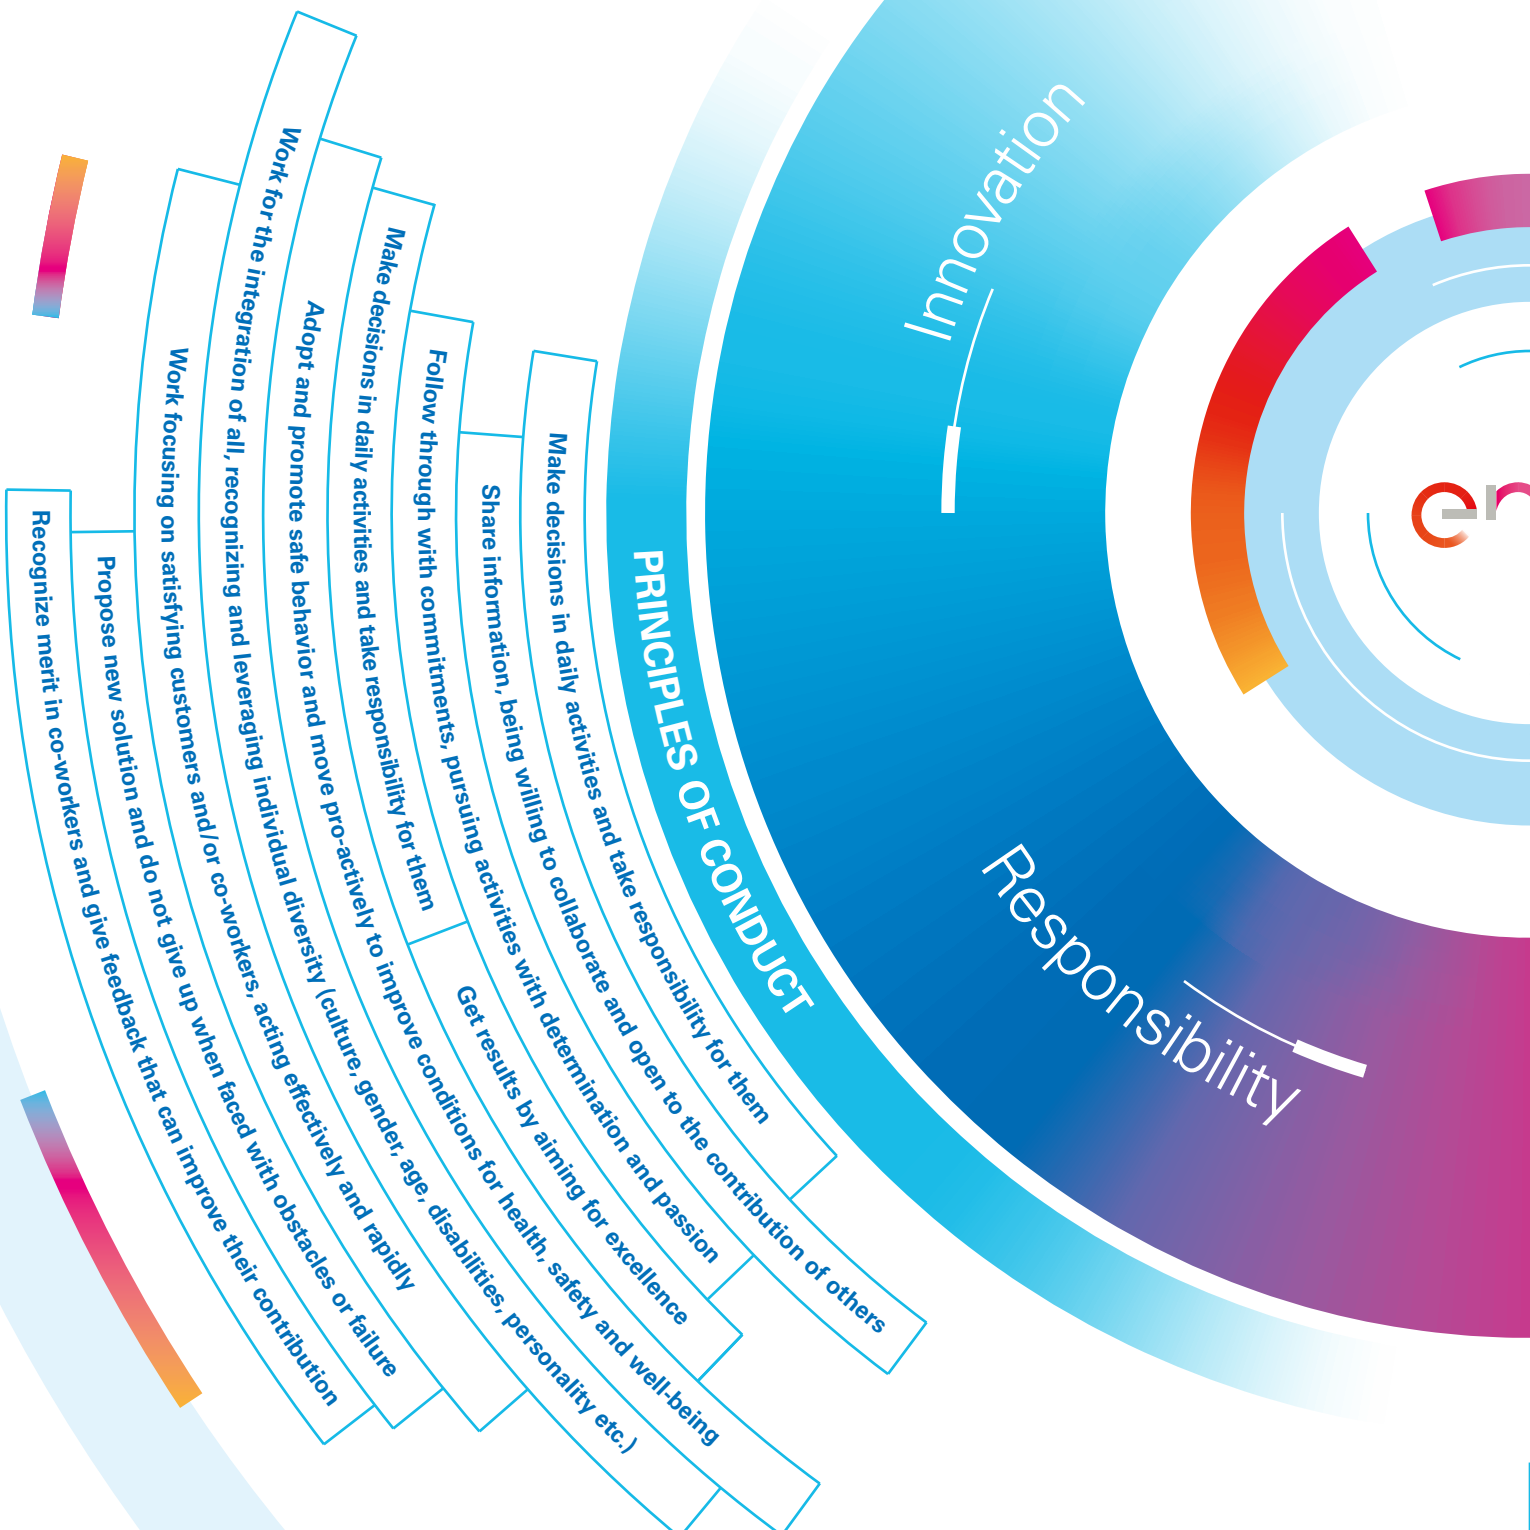 Innovation
Responsibility
PRINCIPLES OF CONDUCT
Make decisions in daily activities and take responsibility for them
Share information, being willing to collaborate and open to the contribution of others
Follow through with commitments, pursuing activities with determination and passion
Make decisions in daily activities and take responsibility for them
Get results by aiming for excellence
Adopt and promote safe behavior and move pro-actively to improve conditions for health, safety and well-being
Work for the integration of all, recognizing and leveraging individual diversity (culture, gender, age, disabilities, personality etc.)
Work focusing on satisfying customers and/or co-workers, acting effectively and rapidly
Propose new solution and do not give up when faced with obstacles or failure
Recognize merit in co-workers and give feedback that can improve their contribution